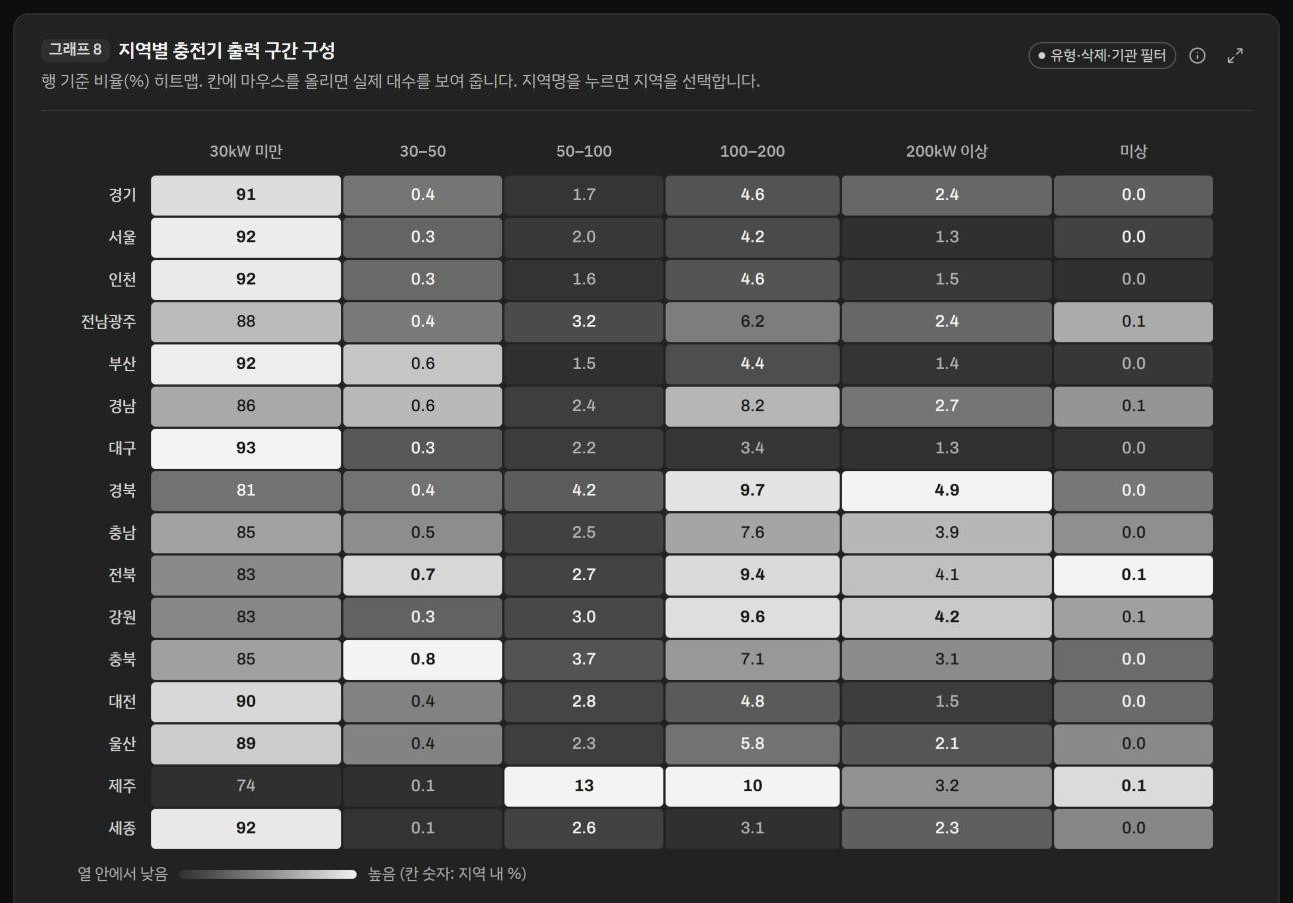 그래프 8 지역별 충전기 출력 구간 구성
유형·삭제·기관 필터
행 기준 비율(%) 히트맵. 칸에 마우스를 올리면 실제 대수를 보여 줍니다. 지역명을 누르면 지역을 선택합니다.
30kW 미만 30–50 50–100 100–200 200kW 이상 미상
경기 91 0.4 1.7 4.6 2.4 0.0
서울 92 0.3 2.0 4.2 1.3 0.0
인천 92 0.3 1.6 4.6 1.5 0.0
전남광주 88 0.4 3.2 6.2 2.4 0.1
부산 92 0.6 1.5 4.4 1.4 0.0
경남 86 0.6 2.4 8.2 2.7 0.1
대구 93 0.3 2.2 3.4 1.3 0.0
경북 81 0.4 4.2 9.7 4.9 0.0
충남 85 0.5 2.5 7.6 3.9 0.0
전북 83 0.7 2.7 9.4 4.1 0.1
강원 83 0.3 3.0 9.6 4.2 0.1
충북 85 0.8 3.7 7.1 3.1 0.0
대전 90 0.4 2.8 4.8 1.5 0.0
울산 89 0.4 2.3 5.8 2.1 0.0
제주 74 0.1 13 10 3.2 0.1
세종 92 0.1 2.6 3.1 2.3 0.0
열 안에서 낮음 높음 (칸 숫자: 지역 내 %)